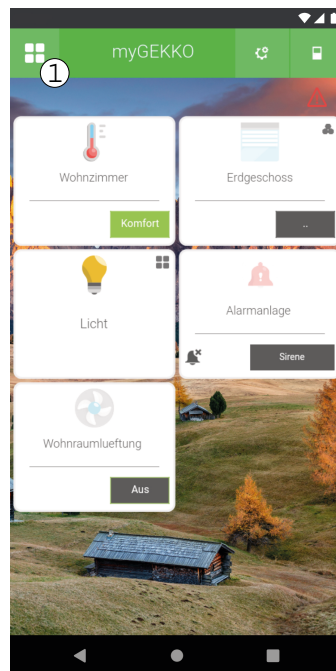 myGEKKO
1
Wohnzimmer
Erdgeschoss
Komfort
..
Licht
Alarmanlage
Sirene
Wohnraumlueftung
Aus